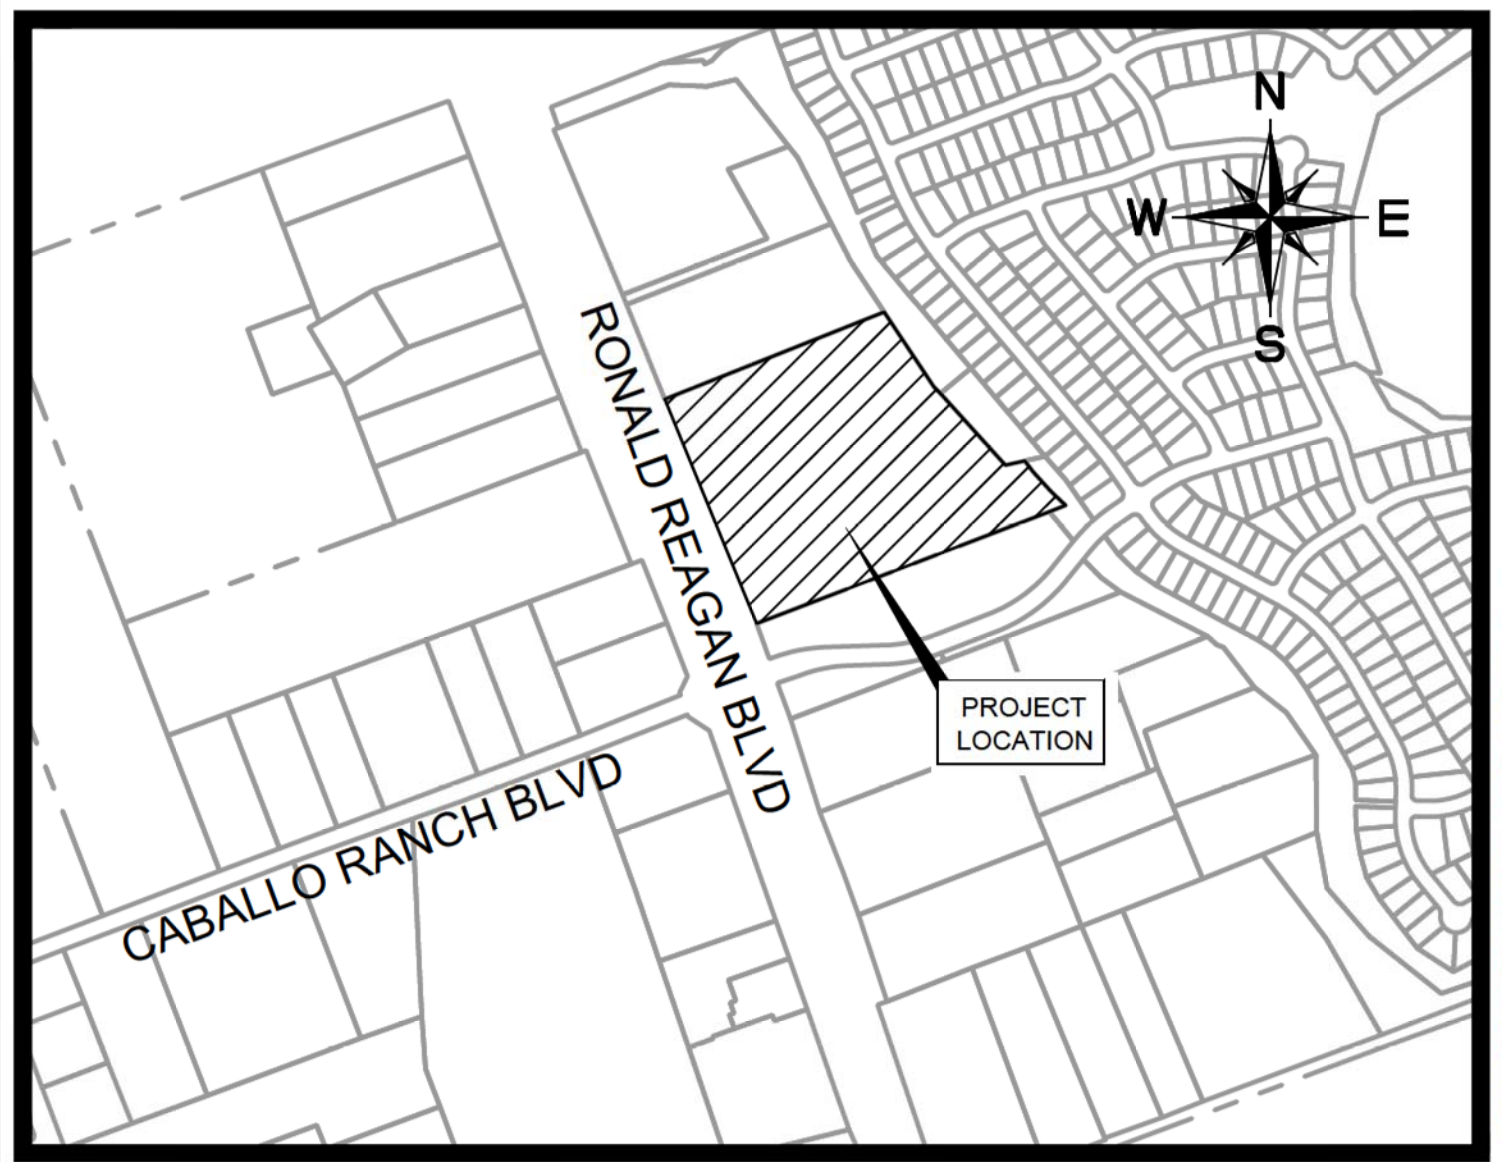 N
W
E
S
RONALD REAGAN BLVD
PROJECT
LOCATION
CABALLO RANCH BLVD